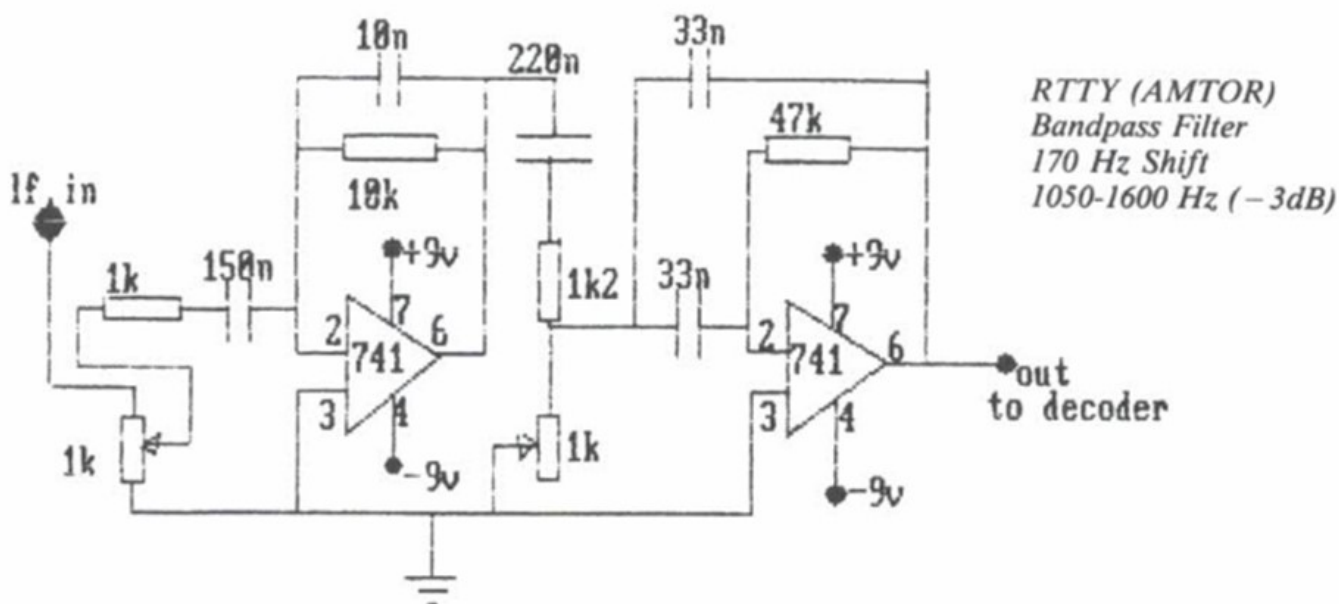 10n
220n
33n
RTTY (AMTOR)
Bandpass Filter
170 Hz Shift
1050-1600 Hz (−3dB)
47k
10k
lf in
1k
150n
+9v
1k2
33n
+9v
7
7
2
6
2
6
741
741
3
4
3
4
out
to decoder
1k
1k
-9v
-9v